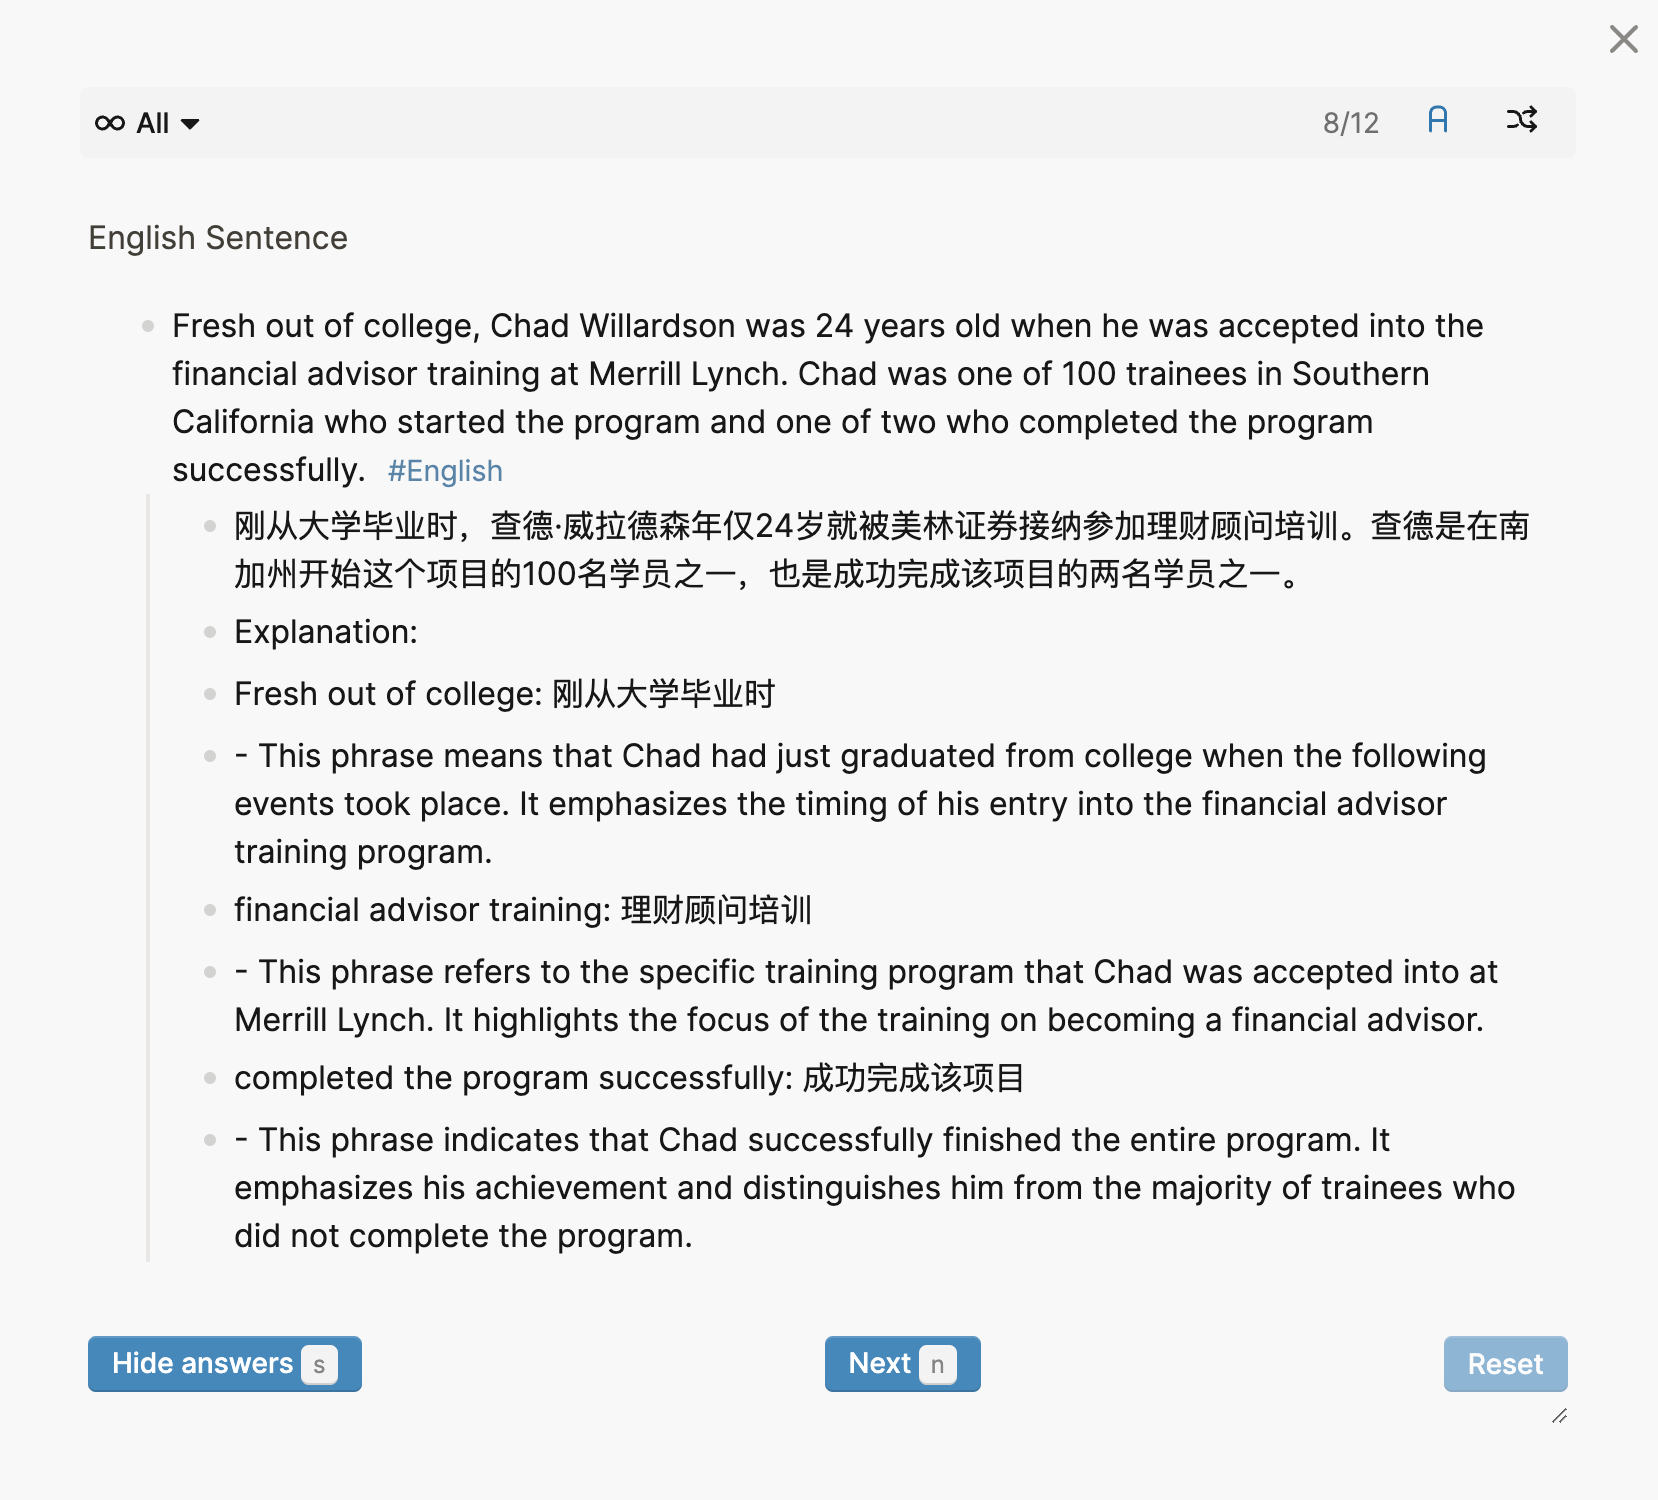 All
8/12
A
English Sentence
Fresh out of college, Chad Willardson was 24 years old when he was accepted into the
financial advisor training at Merrill Lynch. Chad was one of 100 trainees in Southern
California who started the program and one of two who completed the program
successfully. #English
刚从大学毕业时，查德·威拉德森年仅24岁就被美林证券接纳参加理财顾问培训。查德是在南
加州开始这个项目的100名学员之一，也是成功完成该项目的两名学员之一。
Explanation:
Fresh out of college: 刚从大学毕业时
- This phrase means that Chad had just graduated from college when the following
events took place. It emphasizes the timing of his entry into the financial advisor
training program.
financial advisor training: 理财顾问培训
- This phrase refers to the specific training program that Chad was accepted into at
Merrill Lynch. It highlights the focus of the training on becoming a financial advisor.
completed the program successfully: 成功完成该项目
- This phrase indicates that Chad successfully finished the entire program. It
emphasizes his achievement and distinguishes him from the majority of trainees who
did not complete the program.
Hide answers s
Next n
Reset